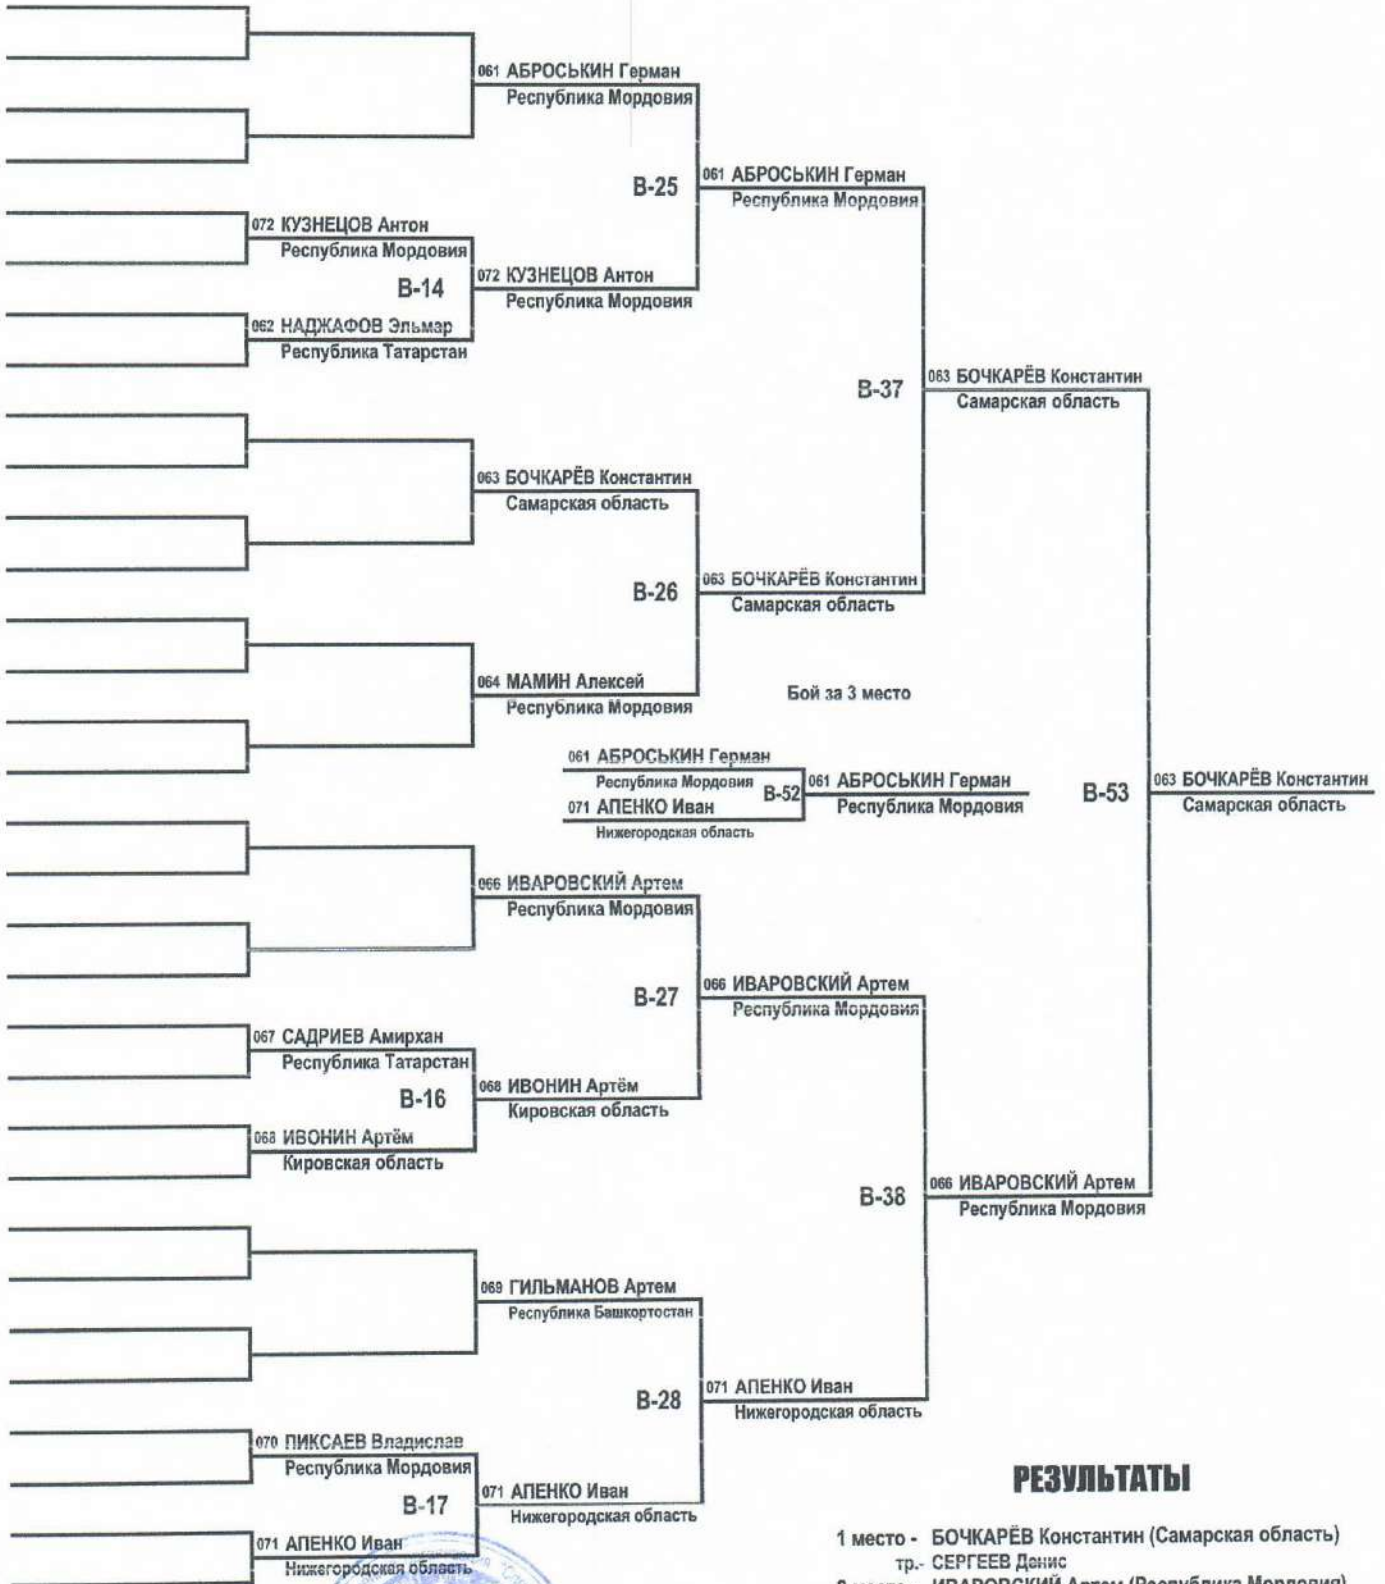 061 АБРОСЬКИН Герман
Республика Мордовия
B-25
061 АБРОСЬКИН Герман
Республика Мордовия
072 КУЗНЕЦОВ Антон
Республика Мордовия
B-14
072 КУЗНЕЦОВ Антон
Республика Мордовия
062 НАДЖАФОВ Эльмар
Республика Татарстан
B-37
063 БОЧКАРЁВ Константин
Самарская область
063 БОЧКАРЁВ Константин
Самарская область
B-26
063 БОЧКАРЁВ Константин
Самарская область
064 МАМИН Алексей
Республика Мордовия
Бой за 3 место
061 АБРОСЬКИН Герман
Республика Мордовия
B-52
061 АБРОСЬКИН Герман
Республика Мордовия
071 АПЕНКО Иван
Нижегородская область
B-53
063 БОЧКАРЁВ Константин
Самарская область
066 ИВАРОВСКИЙ Артем
Республика Мордовия
B-27
066 ИВАРОВСКИЙ Артем
Республика Мордовия
067 САДРИЕВ Амирхан
Республика Татарстан
B-16
068 ИВОНИН Артём
Кировская область
068 ИВОНИН Артём
Кировская область
B-38
066 ИВАРОВСКИЙ Артем
Республика Мордовия
069 ГИЛЬМАНОВ Артем
Республика Башкортостан
B-28
071 АПЕНКО Иван
Нижегородская область
070 ПИКСАЕВ Владислав
Республика Мордовия
B-17
071 АПЕНКО Иван
Нижегородская область
071 АПЕНКО Иван
Нижегородская область
РЕЗУЛЬТАТЫ
1 место - БОЧКАРЁВ Константин (Самарская область)
тр.- СЕРГЕЕВ Денис
ИВАРОВСКИЙ Артем (Республика Мордовия)